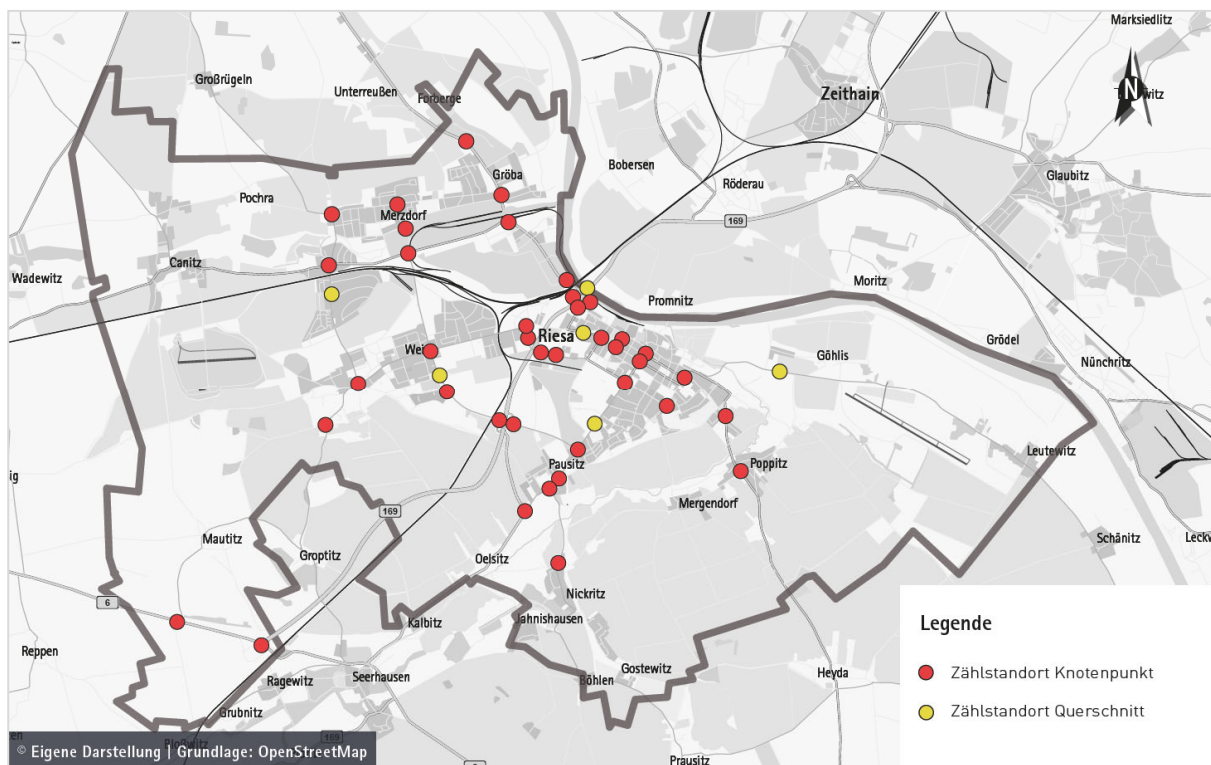 Marksiedlitz
Großrügeln
Unterreußen
Forberge
Zeithain
N
Gröba
Bobersen
Röderau
Glaubitz
Pochra
Merzdorf
169
Canitz
Wadewitz
Moritz
Promnitz
Riesa
Grödel
Göhlis
Nünchritz
Leutewitz
Pausitz
Poppitz
Mergendorf
169
Mautitz
Groptitz
Oelsitz
Schänitz
6
Nickritz
Kalbitz
Jahnishausen
Reppen
Gostewitz
Heyda
Seerhausen
Ragewitz
Böhlen
Grubnitz
169
Prausitz
Legende
Zählstandort Knotenpunkt
Zählstandort Querschnitt
© Eigene Darstellung | Grundlage: OpenStreetMap